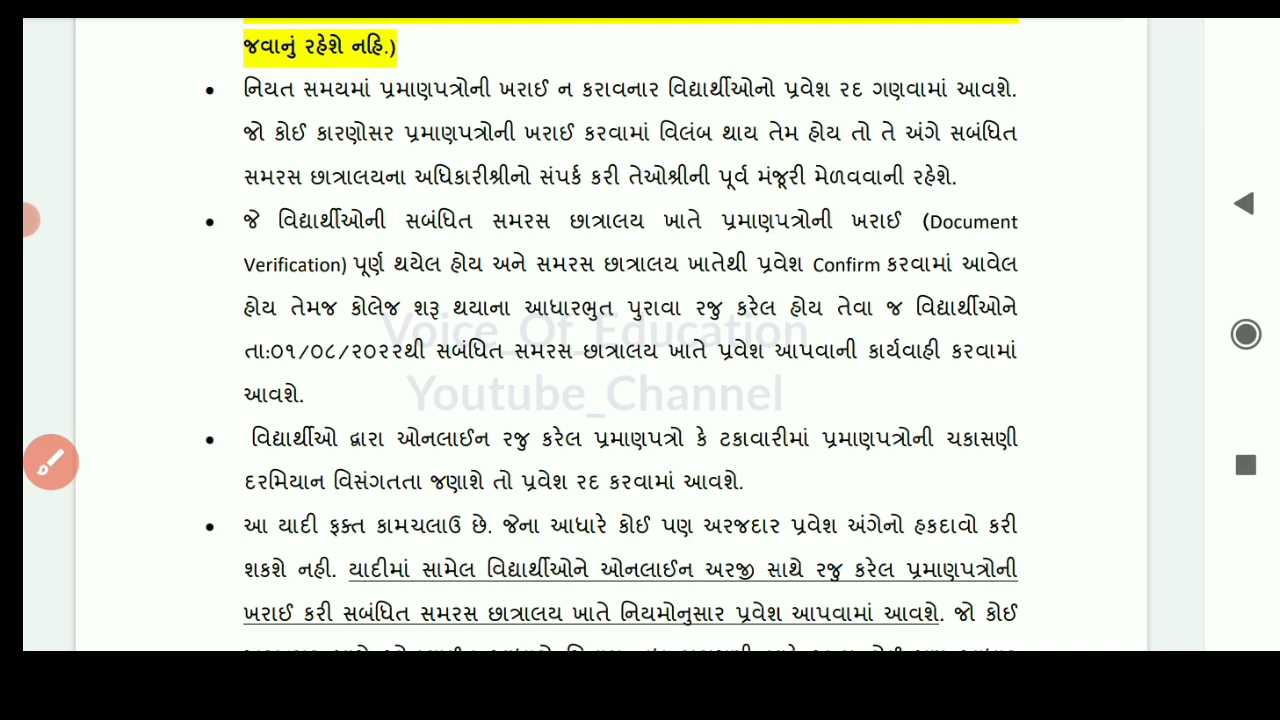 જવાનું રહેશે નહિ.)
• નિયત સમયમાં પ્રમાણપત્રોની ખરાઈ ન કરાવનાર વિદ્યાર્થીઓનો પ્રવેશ રદ ગણવામાં આવશે.
જો કોઈ કારણોસર પ્રમાણપત્રોની ખરાઈ કરવામાં વિલંબ થાય તેમ હોય તો તે અંગે સબંધિત
સમરસ છાત્રાલયના અધિકારીશ્રીનો સંપર્ક કરી તેઓશ્રીની પૂર્વ મંજૂરી મેળવવાની રહેશે.
• જે વિદ્યાર્થીઓની સબંધિત સમરસ છાત્રાલય ખાતે પ્રમાણપત્રોની ખરાઈ (Document
Verification) પૂર્ણ થયેલ હોય અને સમરસ છાત્રાલય ખાતેથી પ્રવેશ Confirm કરવામાં આવેલ
હોય તેમજ કોલેજ શરૂ થયાના આધારભુત પુરાવા રજુ કરેલ હોય તેવા જ વિદ્યાર્થીઓને
તા:૦૧/૦૮/૨૦૨૨થી સબંધિત સમરસ છાત્રાલય ખાતે પ્રવેશ આપવાની કાર્યવાહી કરવામાં
આવશે.
Voice_Of_Education
Youtube_Channel
• વિદ્યાર્થીઓ દ્વારા ઓનલાઈન રજુ કરેલ પ્રમાણપત્રો કે ટકાવારીમાં પ્રમાણપત્રોની ચકાસણી
દરમિયાન વિસંગતતા જણાશે તો પ્રવેશ રદ કરવામાં આવશે.
• આ યાદી ફક્ત કામચલાઉ છે. જેના આધારે કોઈ પણ અરજદાર પ્રવેશ અંગેનો હકદાવો કરી
શકશે નહી. યાદીમાં સામેલ વિદ્યાર્થીઓને ઓનલાઈન અરજી સાથે રજુ કરેલ પ્રમાણપત્રોની
ખરાઈ કરી સબંધિત સમરસ છાત્રાલય ખાતે નિયમોનુસાર પ્રવેશ આપવામાં આવશે. જો કોઈ